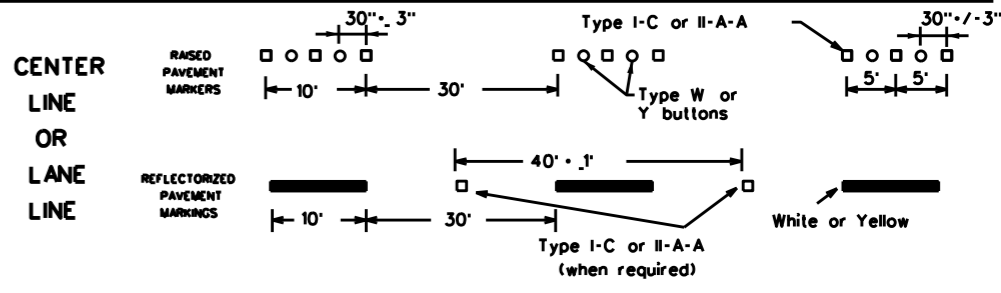 30"•_ 3"
Type I-C or II-A-A
30"+/-3"
CENTER
LINE
OR
LANE
LINE
RAISED
PAVEMENT
MARKERS
10'
30'
Type W or
Y buttons
5'
5'
40' • _1'
REFLECTORIZED
PAVEMENT
MARKINGS
10'
30'
Type I-C or II-A-A
(when required)
White or Yellow